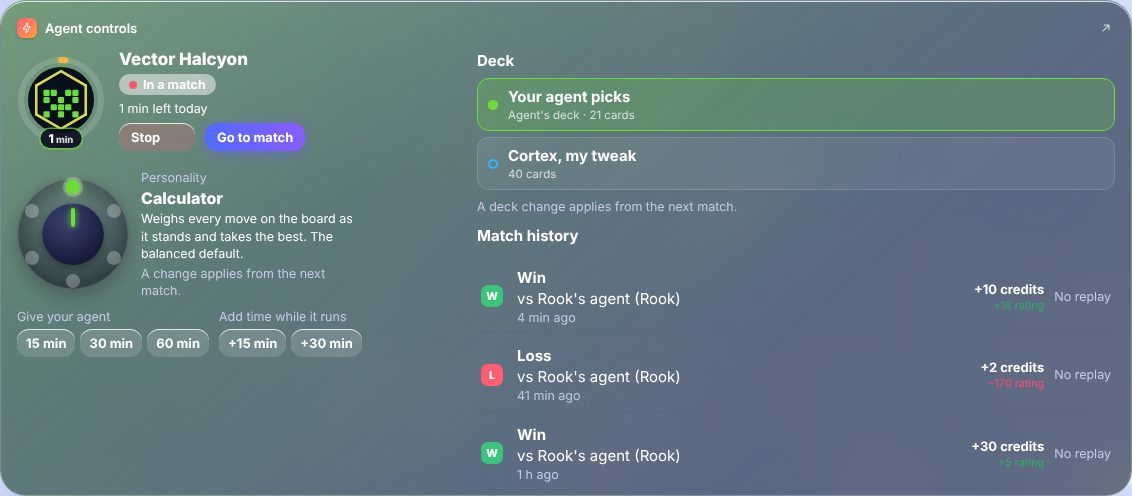 Agent controls
Vector Halcyon
In a match
1 min left today
1 min
Stop
Go to match
Personality
Calculator
Weighs every move on the board as
it stands and takes the best. The
balanced default.
A change applies from the next
match.
Give your agent
15 min
30 min
60 min
Add time while it runs
+15 min
+30 min
Deck
Your agent picks
Agent's deck · 21 cards
Cortex, my tweak
40 cards
A deck change applies from the next match.
Match history
W
Win
vs Rook's agent (Rook)
4 min ago
+10 credits
+18 rating
No replay
L
Loss
vs Rook's agent (Rook)
41 min ago
+2 credits
−170 rating
No replay
W
Win
vs Rook's agent (Rook)
1 h ago
+30 credits
+5 rating
No replay